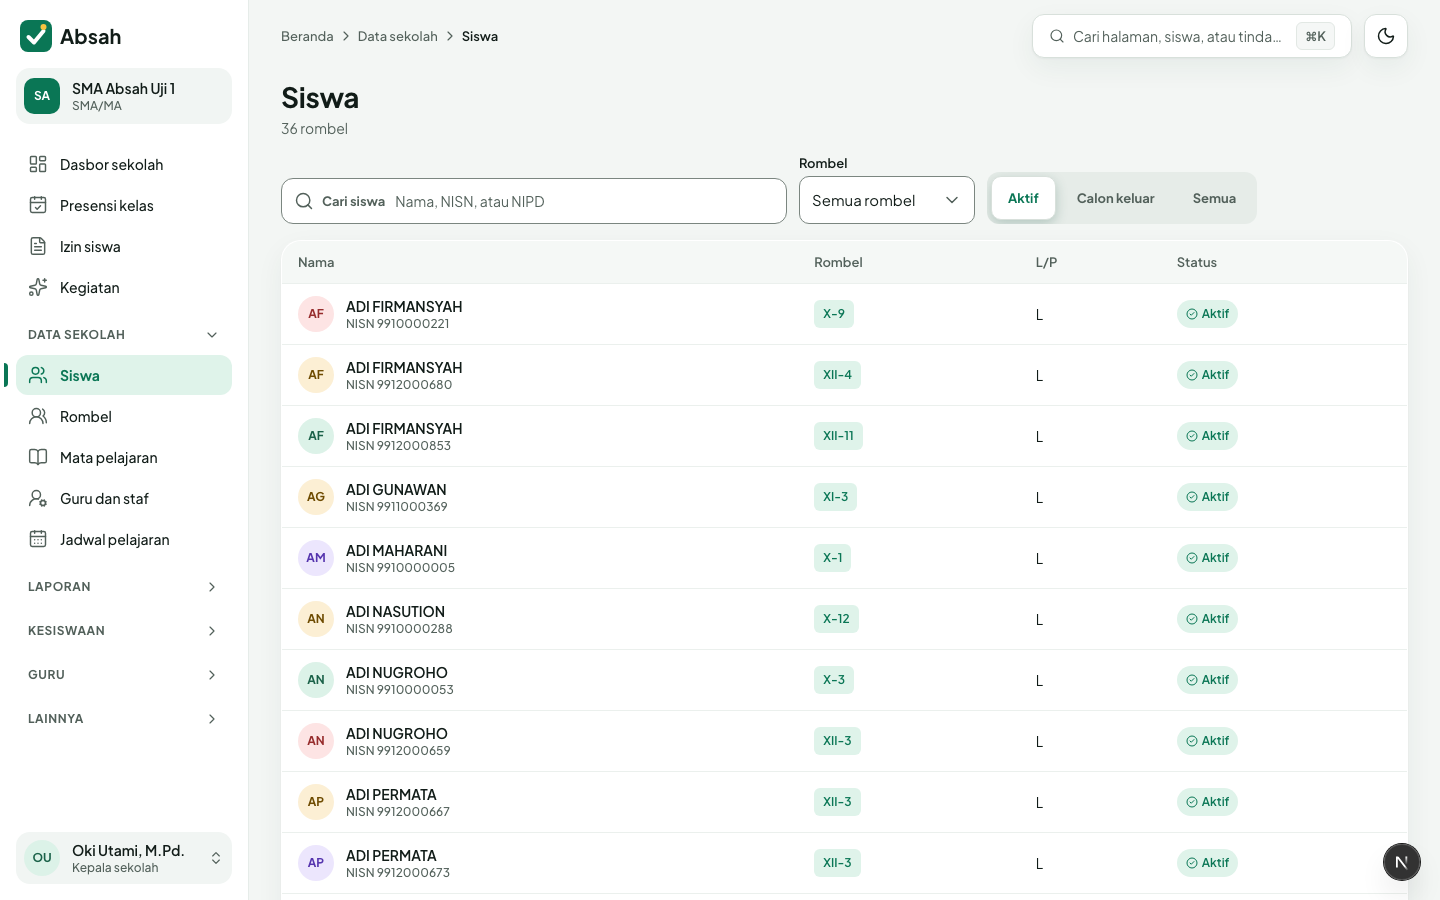 Absah
SA
SMA Absah Uji 1
SMA/MA
Dasbor sekolah
Presensi kelas
Izin siswa
Kegiatan
DATA SEKOLAH
Siswa
Rombel
Mata pelajaran
Guru dan staf
Jadwal pelajaran
LAPORAN
KESISWAAN
GURU
LAINNYA
OU
Oki Utami, M.Pd.
Kepala sekolah
Beranda > Data sekolah > Siswa
Cari halaman, siswa, atau tinda... ⌘K
Siswa
36 rombel
Rombel
Cari siswa Nama, NISN, atau NIPD
Semua rombel
Aktif Calon keluar Semua
Nama Rombel L/P Status
AF ADI FIRMANSYAH X-9 L Aktif
NISN 9910000221
AF ADI FIRMANSYAH XII-4 L Aktif
NISN 9912000680
AF ADI FIRMANSYAH XII-11 L Aktif
NISN 9912000853
AG ADI GUNAWAN XI-3 L Aktif
NISN 9911000369
AM ADI MAHARANI X-1 L Aktif
NISN 9910000005
AN ADI NASUTION X-12 L Aktif
NISN 9910000288
AN ADI NUGROHO X-3 L Aktif
NISN 9910000053
AN ADI NUGROHO XII-3 L Aktif
NISN 9912000659
AP ADI PERMATA XII-3 L Aktif
NISN 9912000667
AP ADI PERMATA XII-3 L Aktif
NISN 9912000673
N